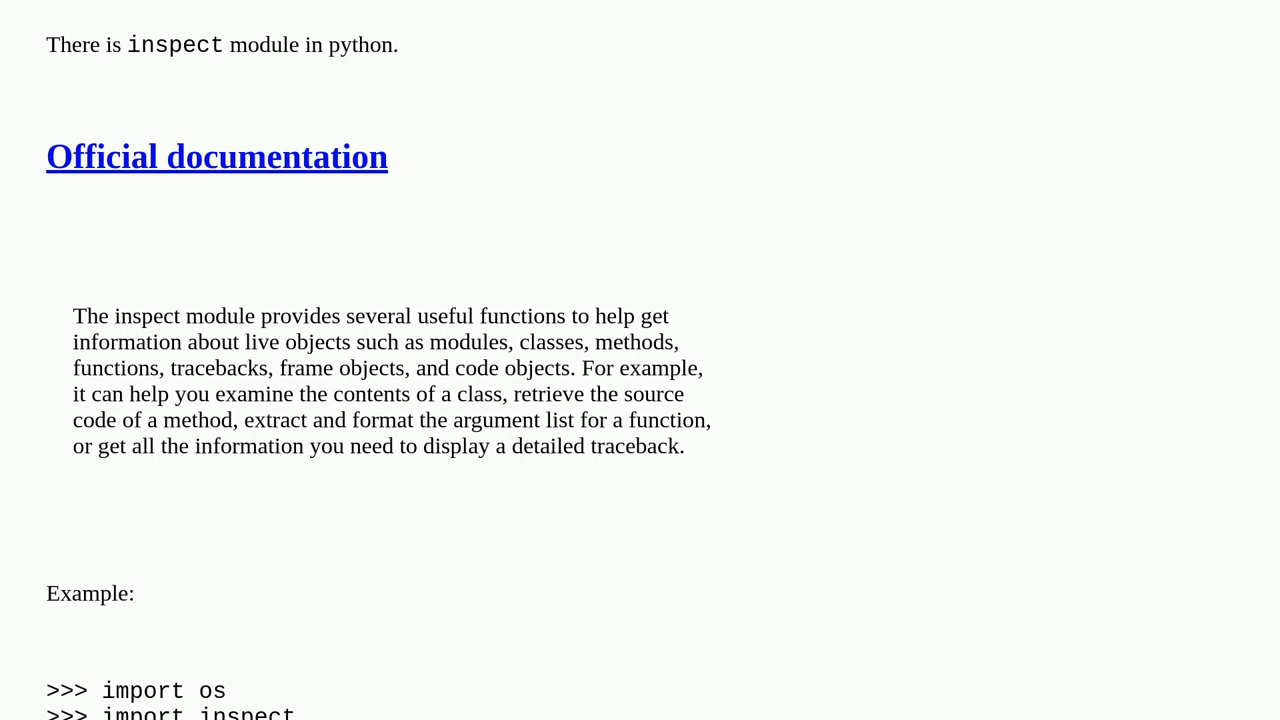 There is inspect module in python.
Official documentation
The inspect module provides several useful functions to help get
information about live objects such as modules, classes, methods,
functions, tracebacks, frame objects, and code objects. For example,
it can help you examine the contents of a class, retrieve the source
code of a method, extract and format the argument list for a function,
or get all the information you need to display a detailed traceback.
Example:
>>> import os
>>> import inspect